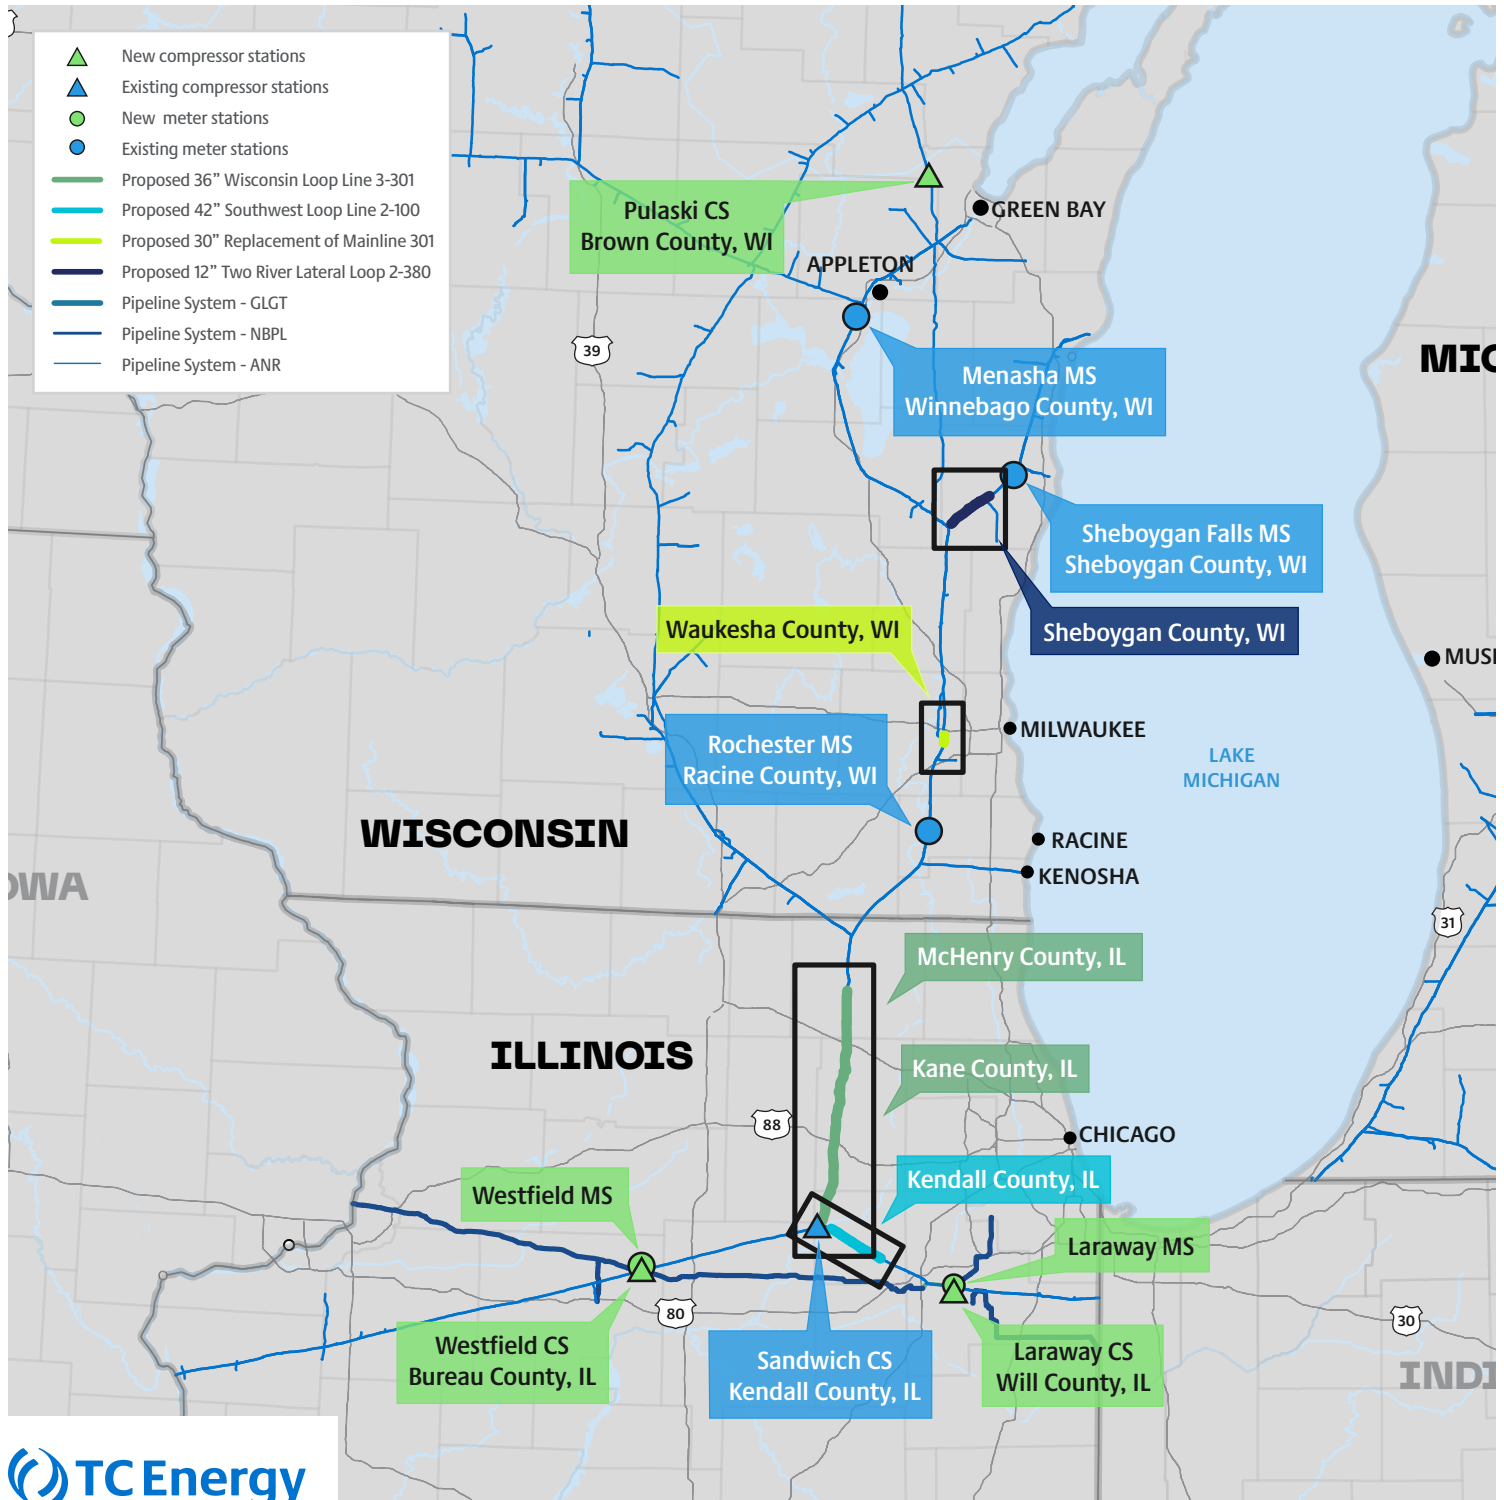 New compressor stations
Existing compressor stations
New meter stations
Existing meter stations
Proposed 36” Wisconsin Loop Line 3-301
Proposed 42” Southwest Loop Line 2-100
Proposed 30” Replacement of Mainline 301
Proposed 12” Two River Lateral Loop 2-380
Pipeline System - GLGT
Pipeline System - NBPL
Pipeline System - ANR
Pulaski CS
Brown County, WI
GREEN BAY
APPLETON
39
MIC
Menasha MS
Winnebago County, WI
Sheboygan Falls MS
Sheboygan County, WI
Waukesha County, WI
Sheboygan County, WI
MUS
MILWAUKEE
Rochester MS
Racine County, WI
LAKE
MICHIGAN
WISCONSIN
RACINE
KENOSHA
OWA
31
McHenry County, IL
ILLINOIS
Kane County, IL
88
CHICAGO
Kendall County, IL
Westfield MS
Laraway MS
80
30
Westfield CS
Bureau County, IL
Sandwich CS
Kendall County, IL
Laraway CS
Will County, IL
INDI
TC Energy